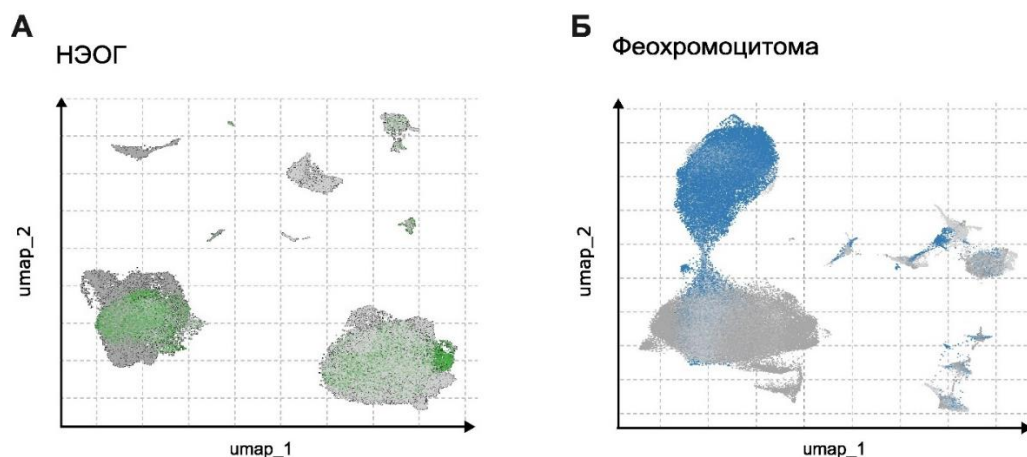 А
НЭОГ
umap_2
umap_1
Б
Феохромоцитома
umap_2
umap_1